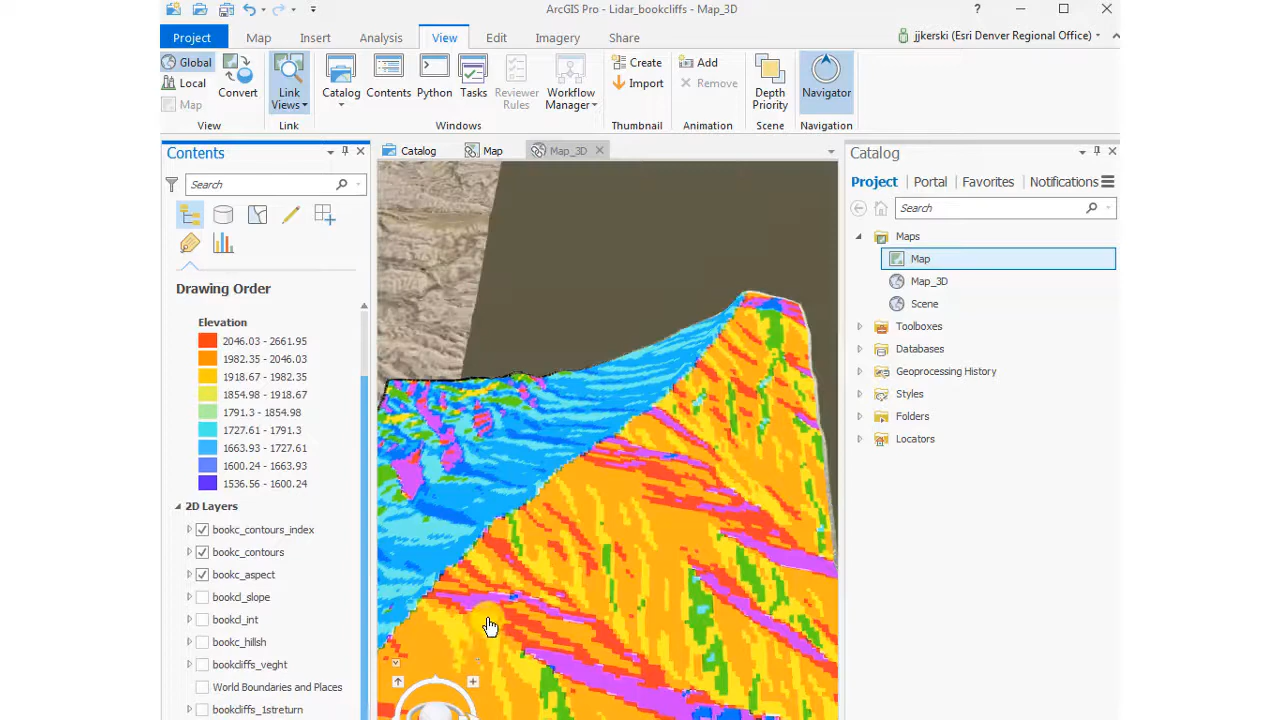 ArcGIS Pro - Lidar_bookcliffs - Map_3D
?
Project Map Insert Analysis View Edit Imagery Share
jjkerski (Esri Denver Regional Office)
Global
Local
Map
Convert
Link
Views
Catalog
Contents
Python
Tasks
Reviewer
Rules
Workflow
Manager
Create
Import
Add
Remove
Depth
Priority
Navigator
View Link Windows Thumbnail Animation Scene Navigation
Contents
Search
Drawing Order
Elevation
2046.03 - 2661.95
1982.35 - 2046.03
1918.67 - 1982.35
1854.98 - 1918.67
1791.3 - 1854.98
1727.61 - 1791.3
1663.93 - 1727.61
1600.24 - 1663.93
1536.56 - 1600.24
2D Layers
bookc_contours_index
bookc_contours
bookc_aspect
bookd_slope
bookd_int
bookc_hillsh
bookcliffs_veght
World Boundaries and Places
bookcliffs_1streturn
Catalog Map Map_3D
Catalog
Project Portal Favorites Notifications
Search
Maps
Map
Map_3D
Scene
Toolboxes
Databases
Geoprocessing History
Styles
Folders
Locators